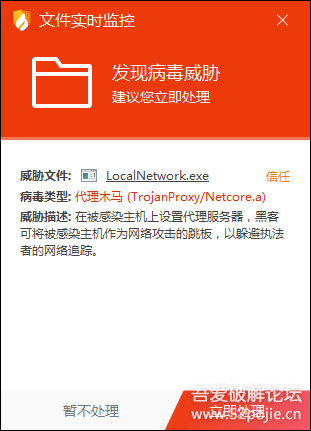 文件实时监控
发现病毒威胁
建议您立即处理
威胁文件: LocalNetwork.exe 信任
病毒类型: 代理木马 (TrojanProxy/Netcore.a)
威胁描述: 在被感染主机上设置代理服务器，黑客
可将被感染主机作为网络攻击的跳板，以躲避执法
者的网络追踪。
暂不处理 立即处理
吾爱破解论坛
www.52pojie.cn